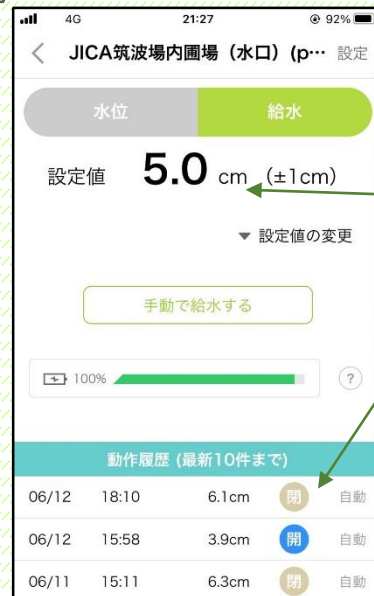 4G 21:27 92%
JICA筑波場内圃場（水口）(p… 設定
水位 給水
設定値 5.0 cm (±1cm)
▼ 設定値の変更
手動で給水する
100% ?
動作履歴 (最新10件まで)
06/12 18:10 6.1cm 閉 自動
06/12 15:58 3.9cm 開 自動
06/11 15:11 6.3cm 閉 自動